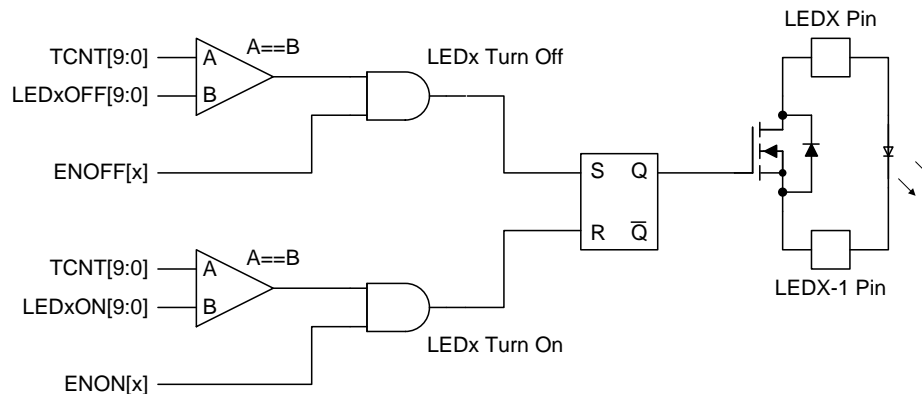 LEDX Pin
A==B
TCNT[9:0]
A
LEDx Turn Off
LEDxOFF[9:0]
B
ENOFF[x]
S Q
R Q̅
A==B
TCNT[9:0]
A
LEDxON[9:0]
B
LEDX-1 Pin
LEDx Turn On
ENON[x]